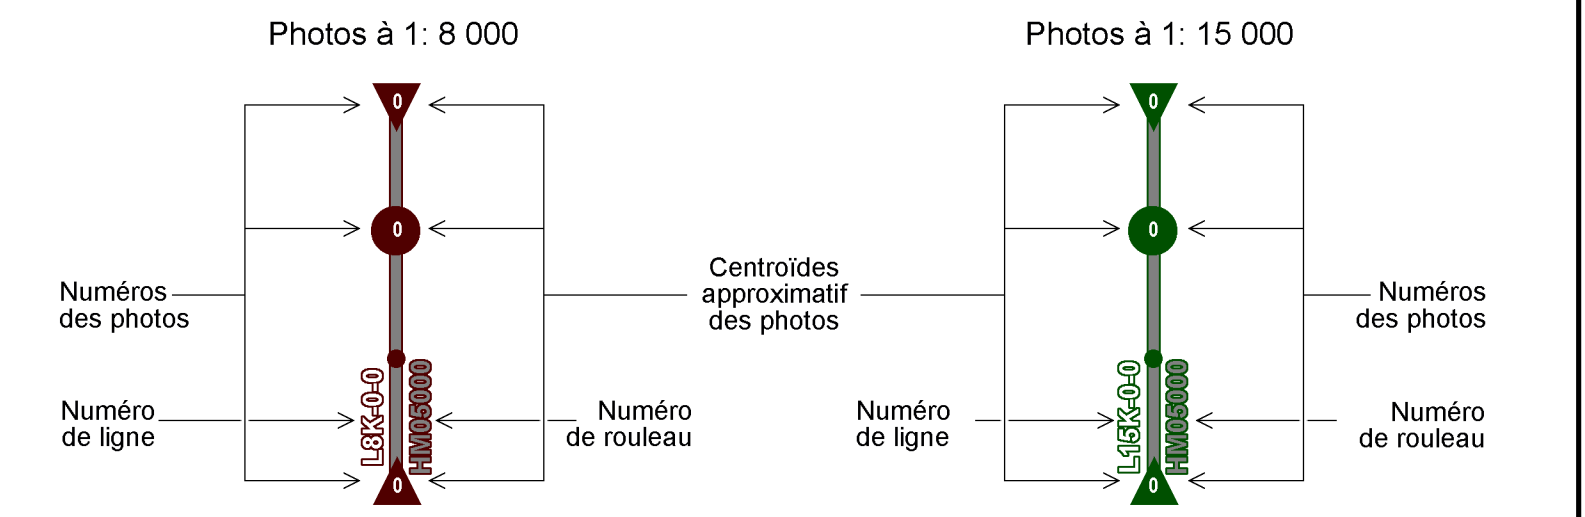 Photos à 1: 8 000
0
0
Numéros
des photos
L8K-0-0
HM05000
Numéro
de ligne
Numéro
de rouleau
0
Centroïdes
approximatif
des photos
Photos à 1: 15 000
0
0
Numéros
des photos
L15K-0-0
HM05000
Numéro
de ligne
Numéro
de rouleau
0